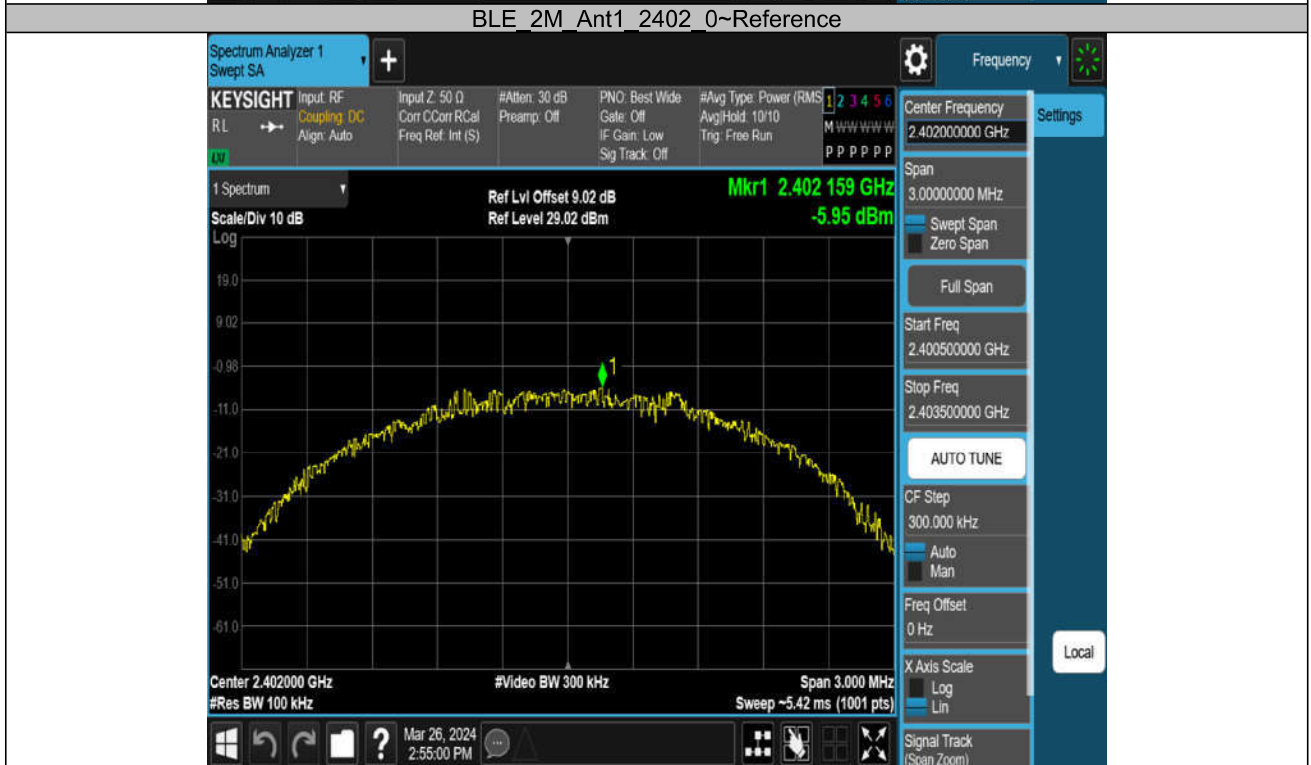 BLE_2M_Ant1_2402_0~Reference
Spectrum Analyzer 1
Swept SA
+
Frequency
KEYSIGHT
RL
LXI
Input: RF
Coupling: DC
Align: Auto
Input Z: 50 Ω
Corr CCorr RCal
Freq Ref: Int (S)
#Atten: 30 dB
Preamp: Off
PNO: Best Wide
Gate: Off
IF Gain: Low
Sig Track: Off
#Avg Type: Power (RMS
Avg|Hold: 10/10
Trig: Free Run
1 2 3 4 5 6
M W W W W W
P P P P P P
1 Spectrum
Scale/Div 10 dB
Log
Ref Lvl Offset 9.02 dB
Ref Level 29.02 dBm
Mkr1 2.402 159 GHz
-5.95 dBm
19.0
9.02
-0.98
-11.0
-21.0
-31.0
-41.0
-51.0
-61.0
1
Center 2.402000 GHz
#Res BW 100 kHz
#Video BW 300 kHz
Span 3.000 MHz
Sweep ~5.42 ms (1001 pts)
Center Frequency
2.402000000 GHz
Settings
Span
3.00000000 MHz
Swept Span
Zero Span
Full Span
Start Freq
2.400500000 GHz
Stop Freq
2.403500000 GHz
AUTO TUNE
CF Step
300.000 kHz
Auto
Man
Freq Offset
0 Hz
X Axis Scale
Log
Lin
Local
Signal Track
(Span Zoom)
?
Mar 26, 2024
2:55:00 PM